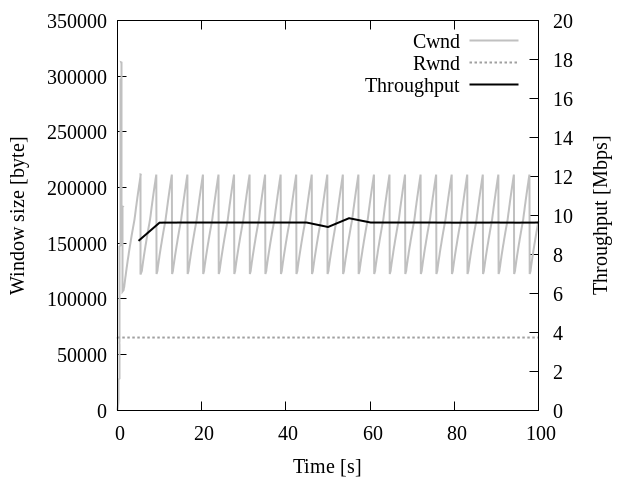 350000
300000
250000
200000
150000
100000
50000
0
Window size [byte]
Cwnd
Rwnd
Throughput
20
18
16
14
12
10
8
6
4
2
0
Throughput [Mbps]
0 20 40 60 80 100
Time [s]